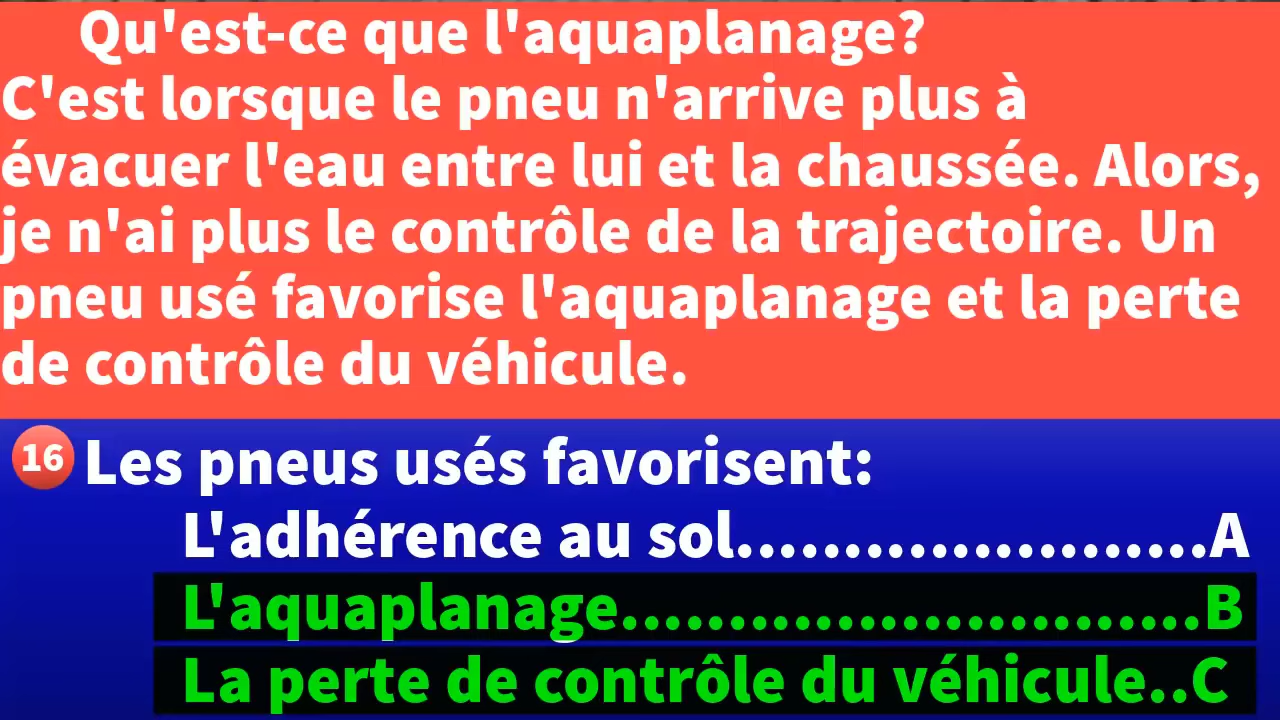 Qu'est-ce que l'aquaplanage?
C'est lorsque le pneu n'arrive plus à
évacuer l'eau entre lui et la chaussée. Alors,
je n'ai plus le contrôle de la trajectoire. Un
pneu usé favorise l'aquaplanage et la perte
de contrôle du véhicule.
16 Les pneus usés favorisent:
L'adhérence au sol......................A
L'aquaplanage...........................B
La perte de contrôle du véhicule..C